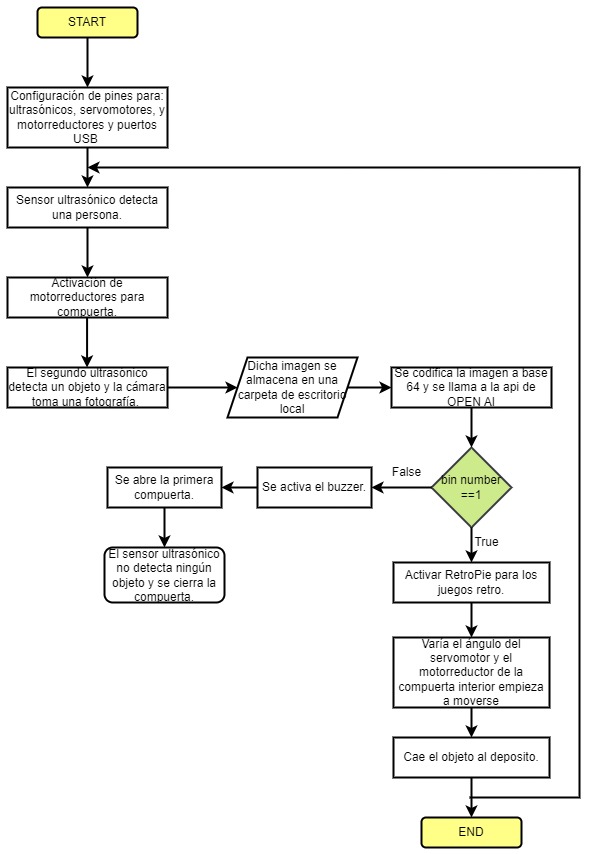 START
Configuración de pines para:
ultrasónicos, servomotores, y
motorreductores y puertos
USB
Sensor ultrasónico detecta
una persona.
Activación de
motorreductores para
compuerta.
El segundo ultrasónico
detecta un objeto y la cámara
toma una fotografía.
Dicha imagen se
almacena en una
carpeta de escritorio
local
Se codifica la imagen a base
64 y se llama a la api de
OPEN AI
bin number
==1
False
Se activa el buzzer.
Se abre la primera
compuerta.
El sensor ultrasónico
no detecta ningún
objeto y se cierra la
compuerta.
True
Activar RetroPie para los
juegos retro.
Varía el ángulo del
servomotor y el
motorreductor de la
compuerta interior empieza
a moverse
Cae el objeto al deposito.
END